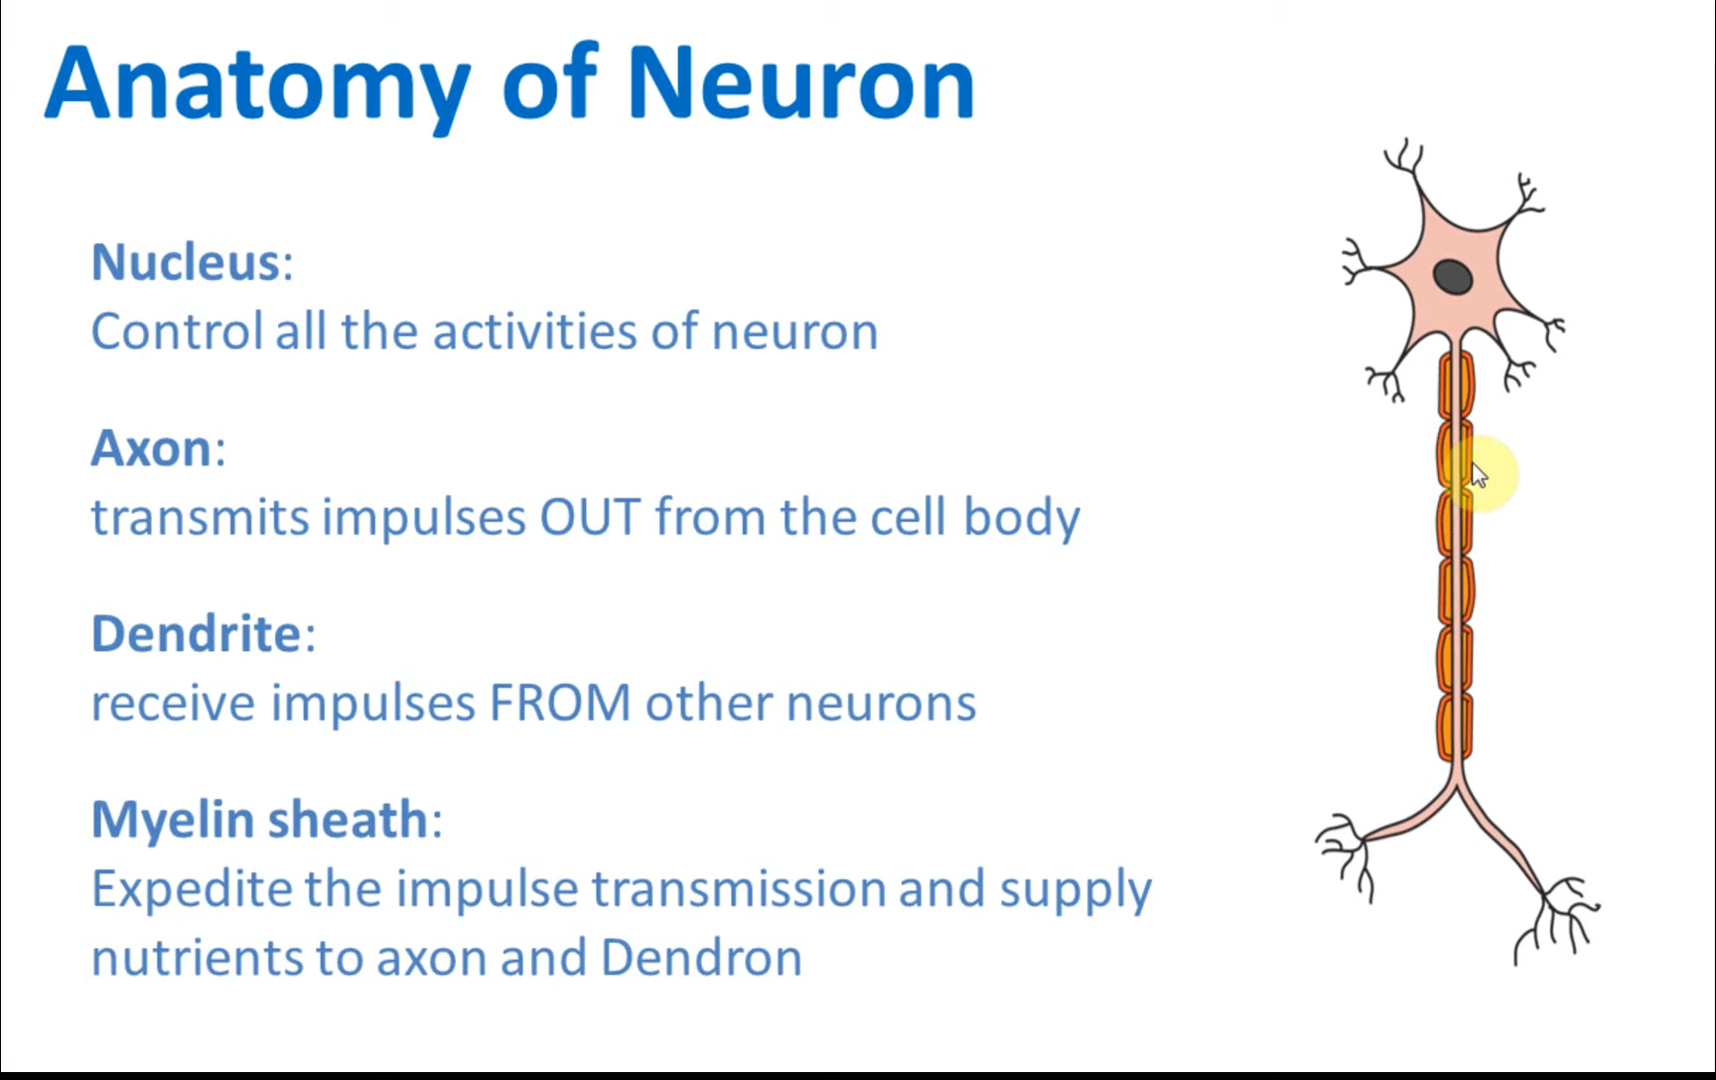 Anatomy of Neuron
Nucleus:
Control all the activities of neuron
Axon:
transmits impulses OUT from the cell body
Dendrite:
receive impulses FROM other neurons
Myelin sheath:
Expedite the impulse transmission and supply
nutrients to axon and Dendron